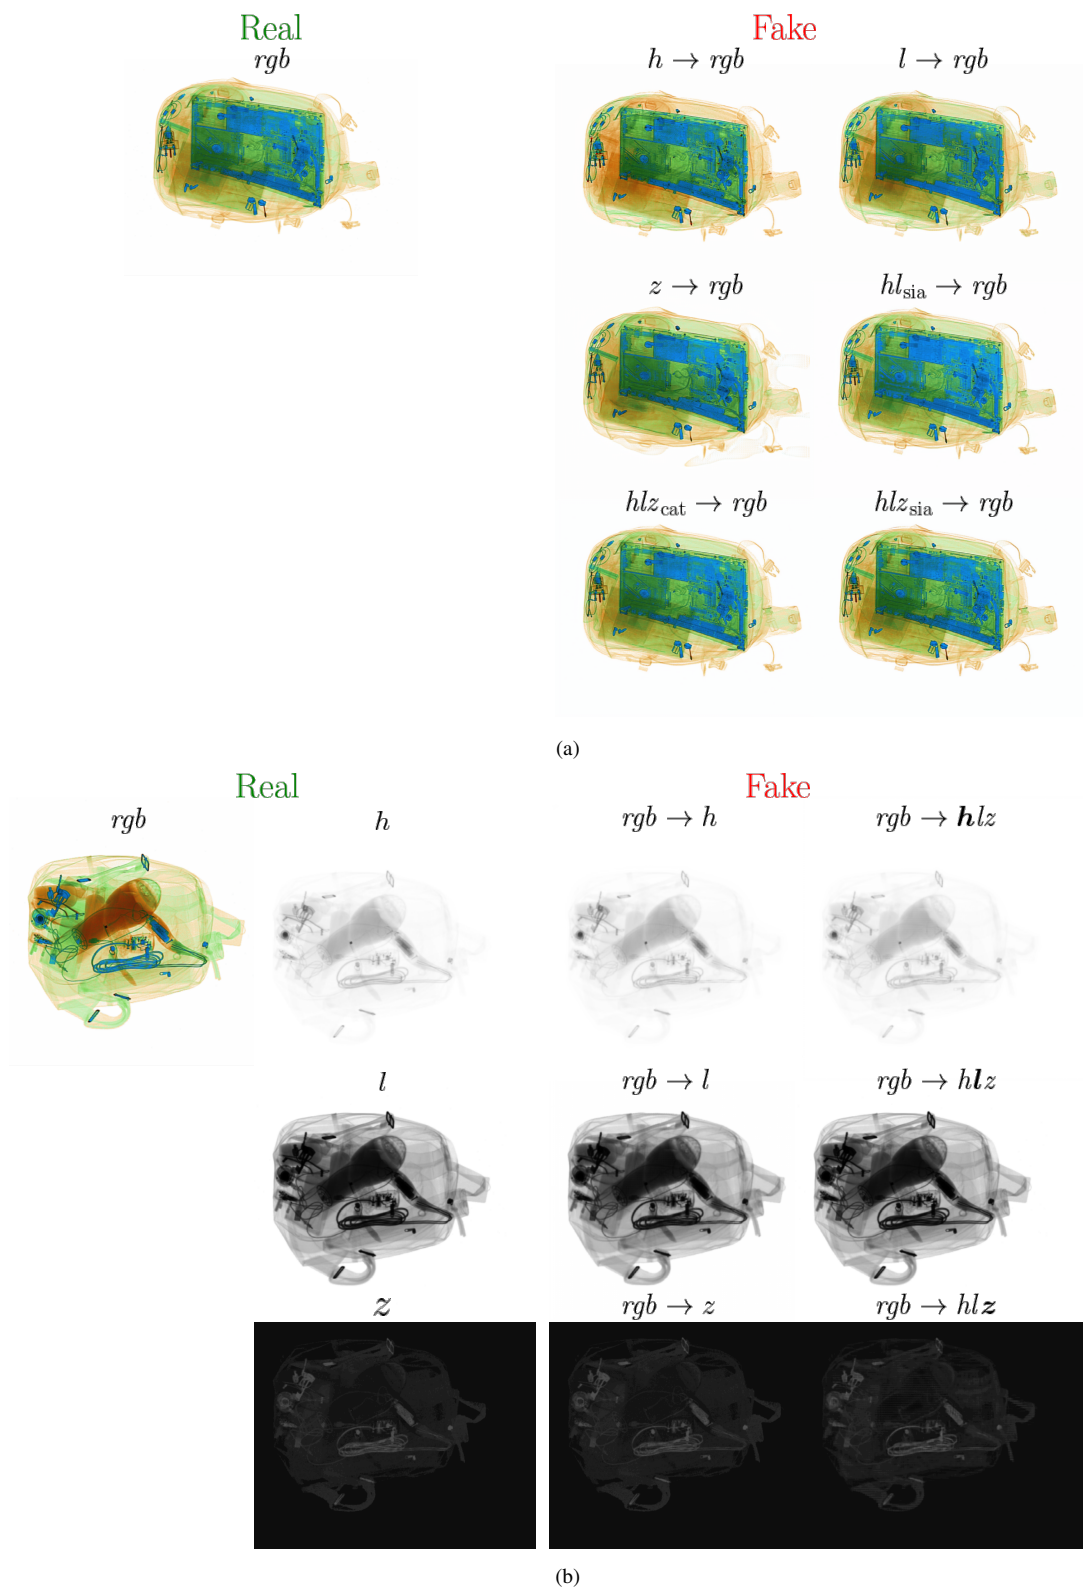 Real Fake
rgb h → rgb l → rgb
z → rgb hl_sia → rgb
hlz_cat → rgb hlz_sia → rgb
(a)
Real Fake
rgb h rgb → h rgb → hlz
l rgb → l rgb → hlz
z rgb → z rgb → hlz
(b)